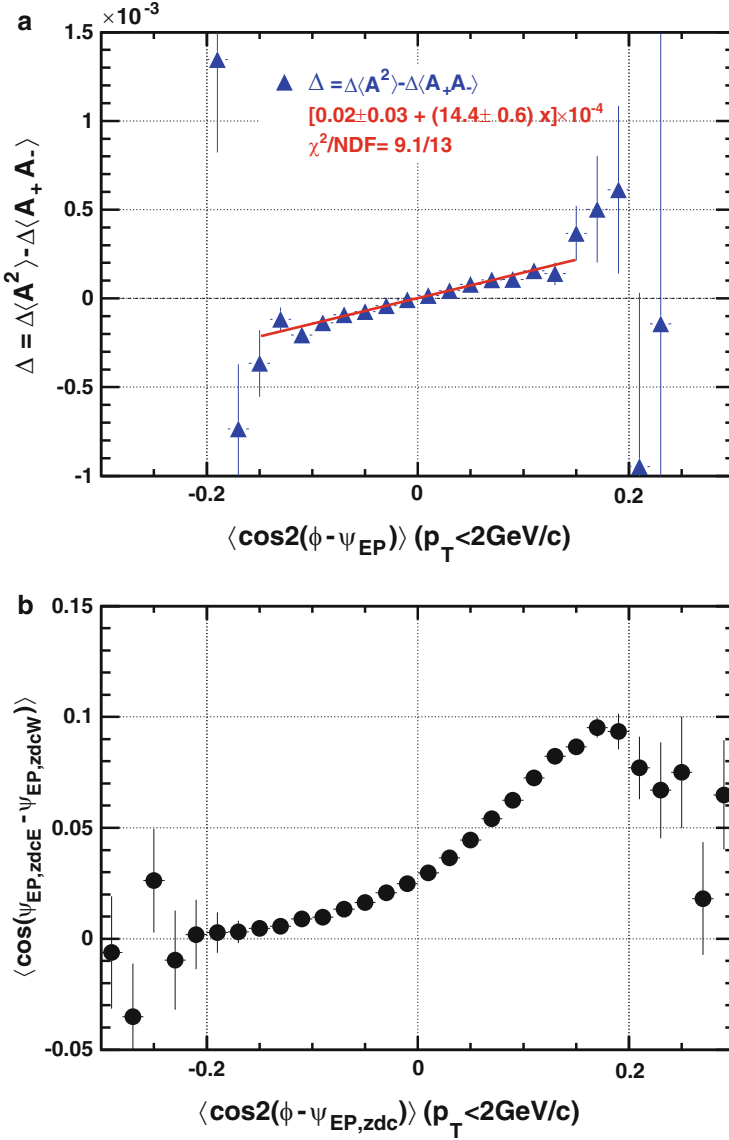 a
×10⁻³
1.5
1
0.5
0
-0.5
-1
Δ = Δ⟨A²⟩-Δ⟨A₊A₋⟩
Δ = Δ⟨A²⟩-Δ⟨A₊A₋⟩
[0.02±0.03 + (14.4± 0.6) x]×10⁻⁴
χ²/NDF= 9.1/13
-0.2 0 0.2
⟨cos2(ϕ - ψ_EP)⟩ (p_T<2GeV/c)
b
0.15
0.1
0.05
0
-0.05
⟨cos(ψ_EP,zdcE - ψ_EP,zdcW)⟩
-0.2 0 0.2
⟨cos2(ϕ - ψ_EP,zdc)⟩ (p_T<2GeV/c)